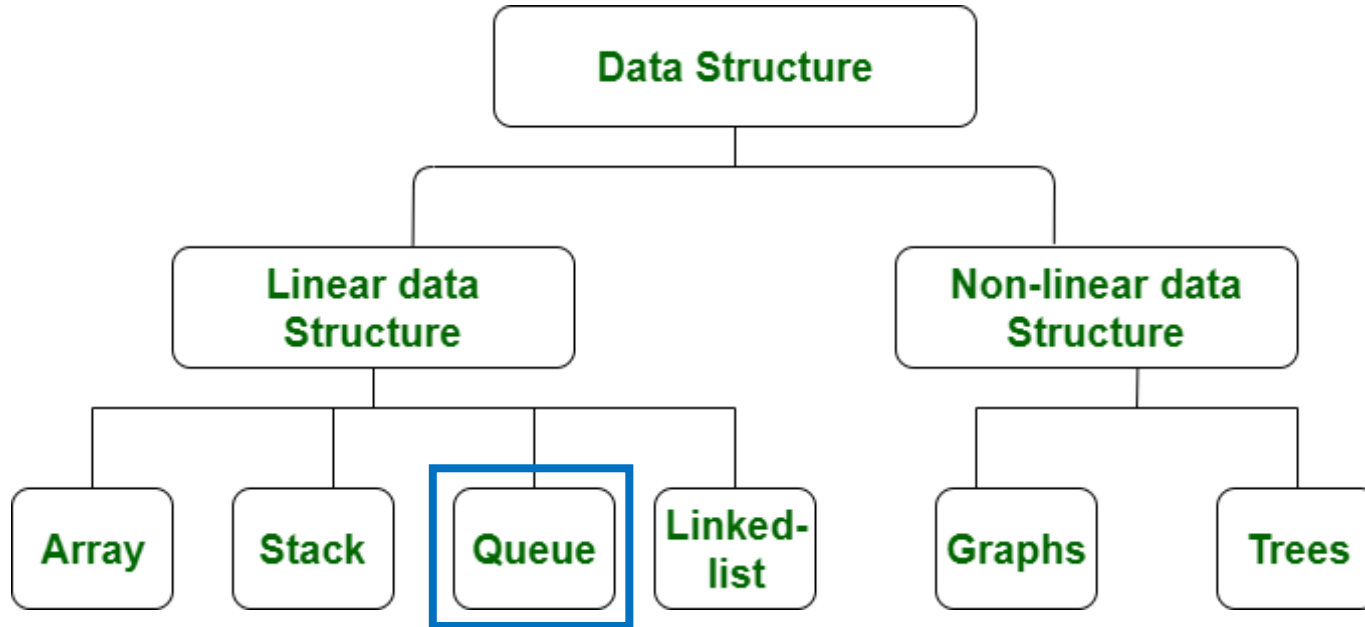 Data Structure
Linear data
Structure
Non-linear data
Structure
Array
Stack
Queue
Linked-
list
Graphs
Trees